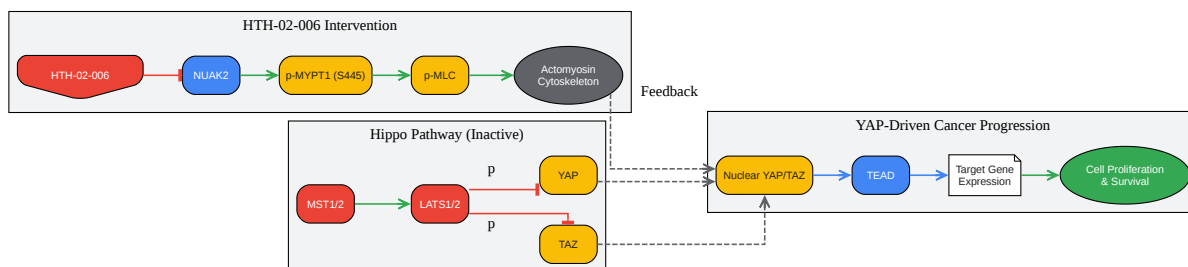 HTH-02-006 Intervention
HTH-02-006
NUAK2
p-MYPT1 (S445)
p-MLC
Actomyosin
Cytoskeleton
Feedback
Hippo Pathway (Inactive)
MST1/2
LATS1/2
p
p
YAP
TAZ
YAP-Driven Cancer Progression
Nuclear YAP/TAZ
TEAD
Target Gene
Expression
Cell Proliferation
& Survival